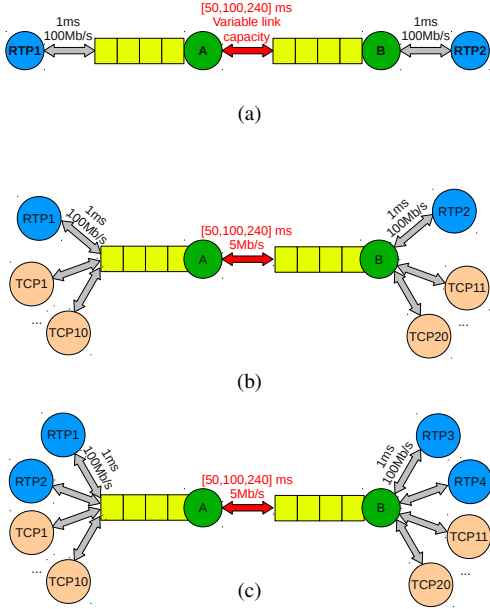 [50,100,240] ms
1ms
100Mb/s
Variable link
capacity
1ms
100Mb/s
RTP1
A
B
RTP2
(a)
RTP1
1ms
100Mb/s
RTP2
1ms
100Mb/s
[50,100,240] ms
5Mb/s
TCP1
A
B
TCP11
...
TCP10
...
TCP20
(b)
RTP1
1ms
100Mb/s
RTP3
1ms
100Mb/s
RTP2
[50,100,240] ms
5Mb/s
RTP4
TCP1
A
B
TCP11
...
TCP10
...
TCP20
(c)